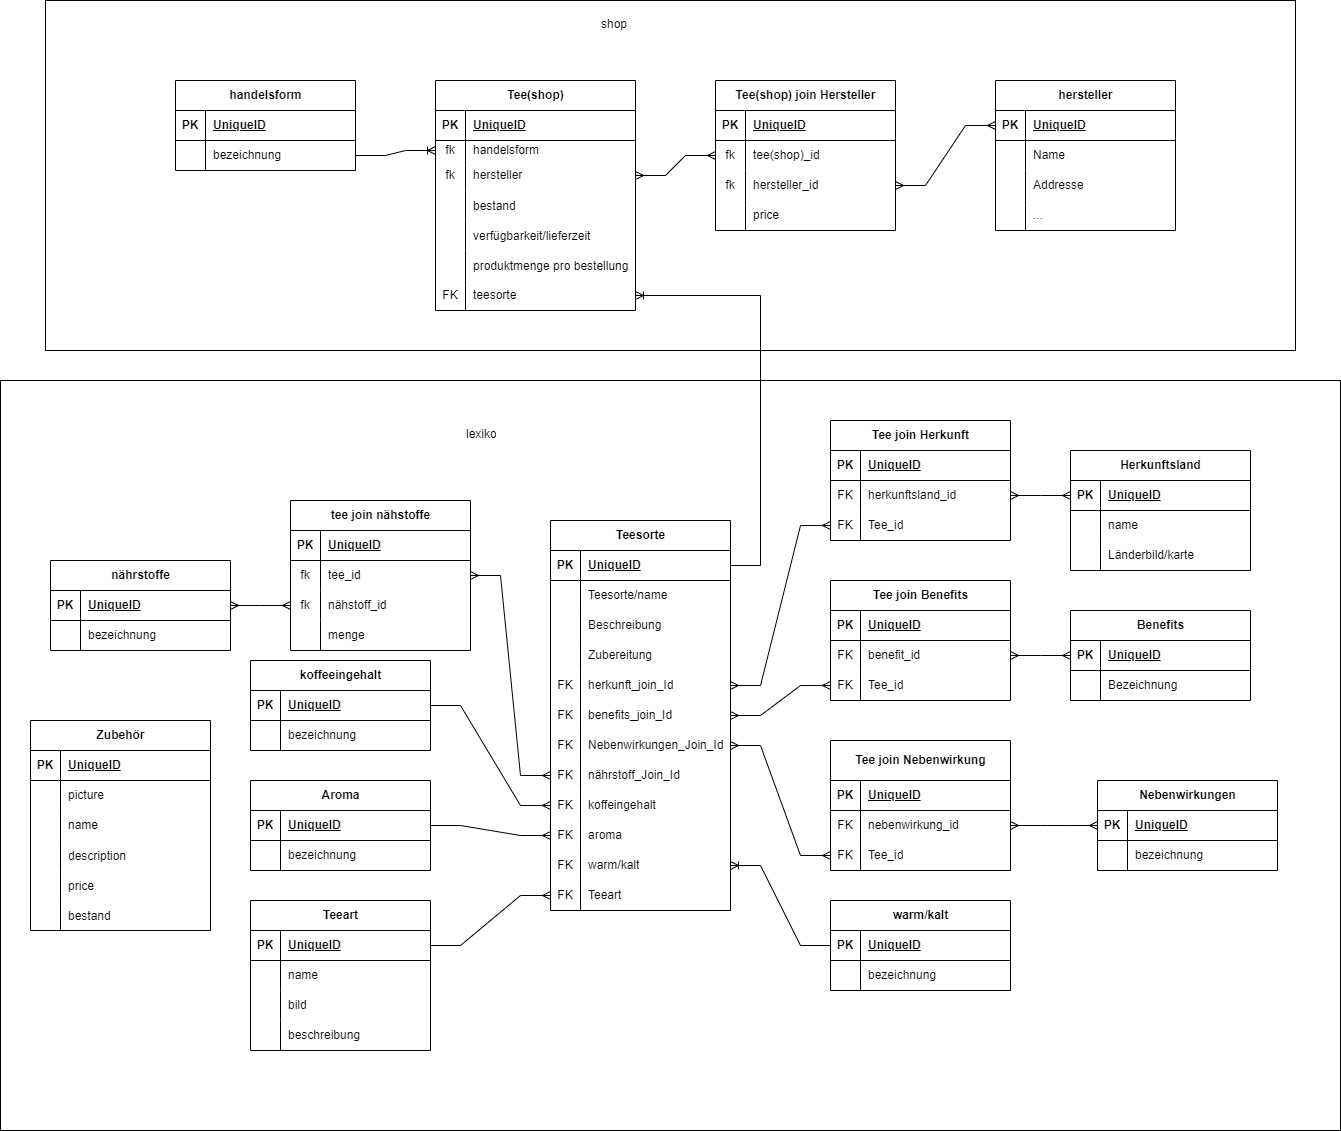 shop
handelsform
PK UniqueID
bezeichnung
Tee(shop)
PK UniqueID
fk handelsform
fk hersteller
bestand
verfügbarkeit/lieferzeit
produktmenge pro bestellung
FK teesorte
Tee(shop) join Hersteller
PK UniqueID
fk tee(shop)_id
fk hersteller_id
price
hersteller
PK UniqueID
Name
Addresse
...
lexiko
nährstoffe
PK UniqueID
bezeichnung
tee join nähstoffe
PK UniqueID
fk tee_id
fk nähstoff_id
menge
koffeingehalt
PK UniqueID
bezeichnung
Zubehör
PK UniqueID
picture
name
description
price
bestand
Aroma
PK UniqueID
bezeichnung
Teeart
PK UniqueID
name
bild
beschreibung
Teesorte
PK UniqueID
Teesorte/name
Beschreibung
Zubereitung
FK herkunft_join_Id
FK benefits_join_Id
FK Nebenwirkungen_Join_Id
FK nährstoff_Join_Id
FK koffeingehalt
FK aroma
FK warm/kalt
FK Teeart
Tee join Herkunft
PK UniqueID
FK herkunftsland_id
FK Tee_id
Herkunftsland
PK UniqueID
name
Länderbild/karte
Tee join Benefits
PK UniqueID
FK benefit_id
FK Tee_id
Benefits
PK UniqueID
Bezeichnung
Tee join Nebenwirkung
PK UniqueID
FK nebenwirkung_id
FK Tee_id
Nebenwirkungen
PK UniqueID
bezeichnung
warm/kalt
PK UniqueID
bezeichnung